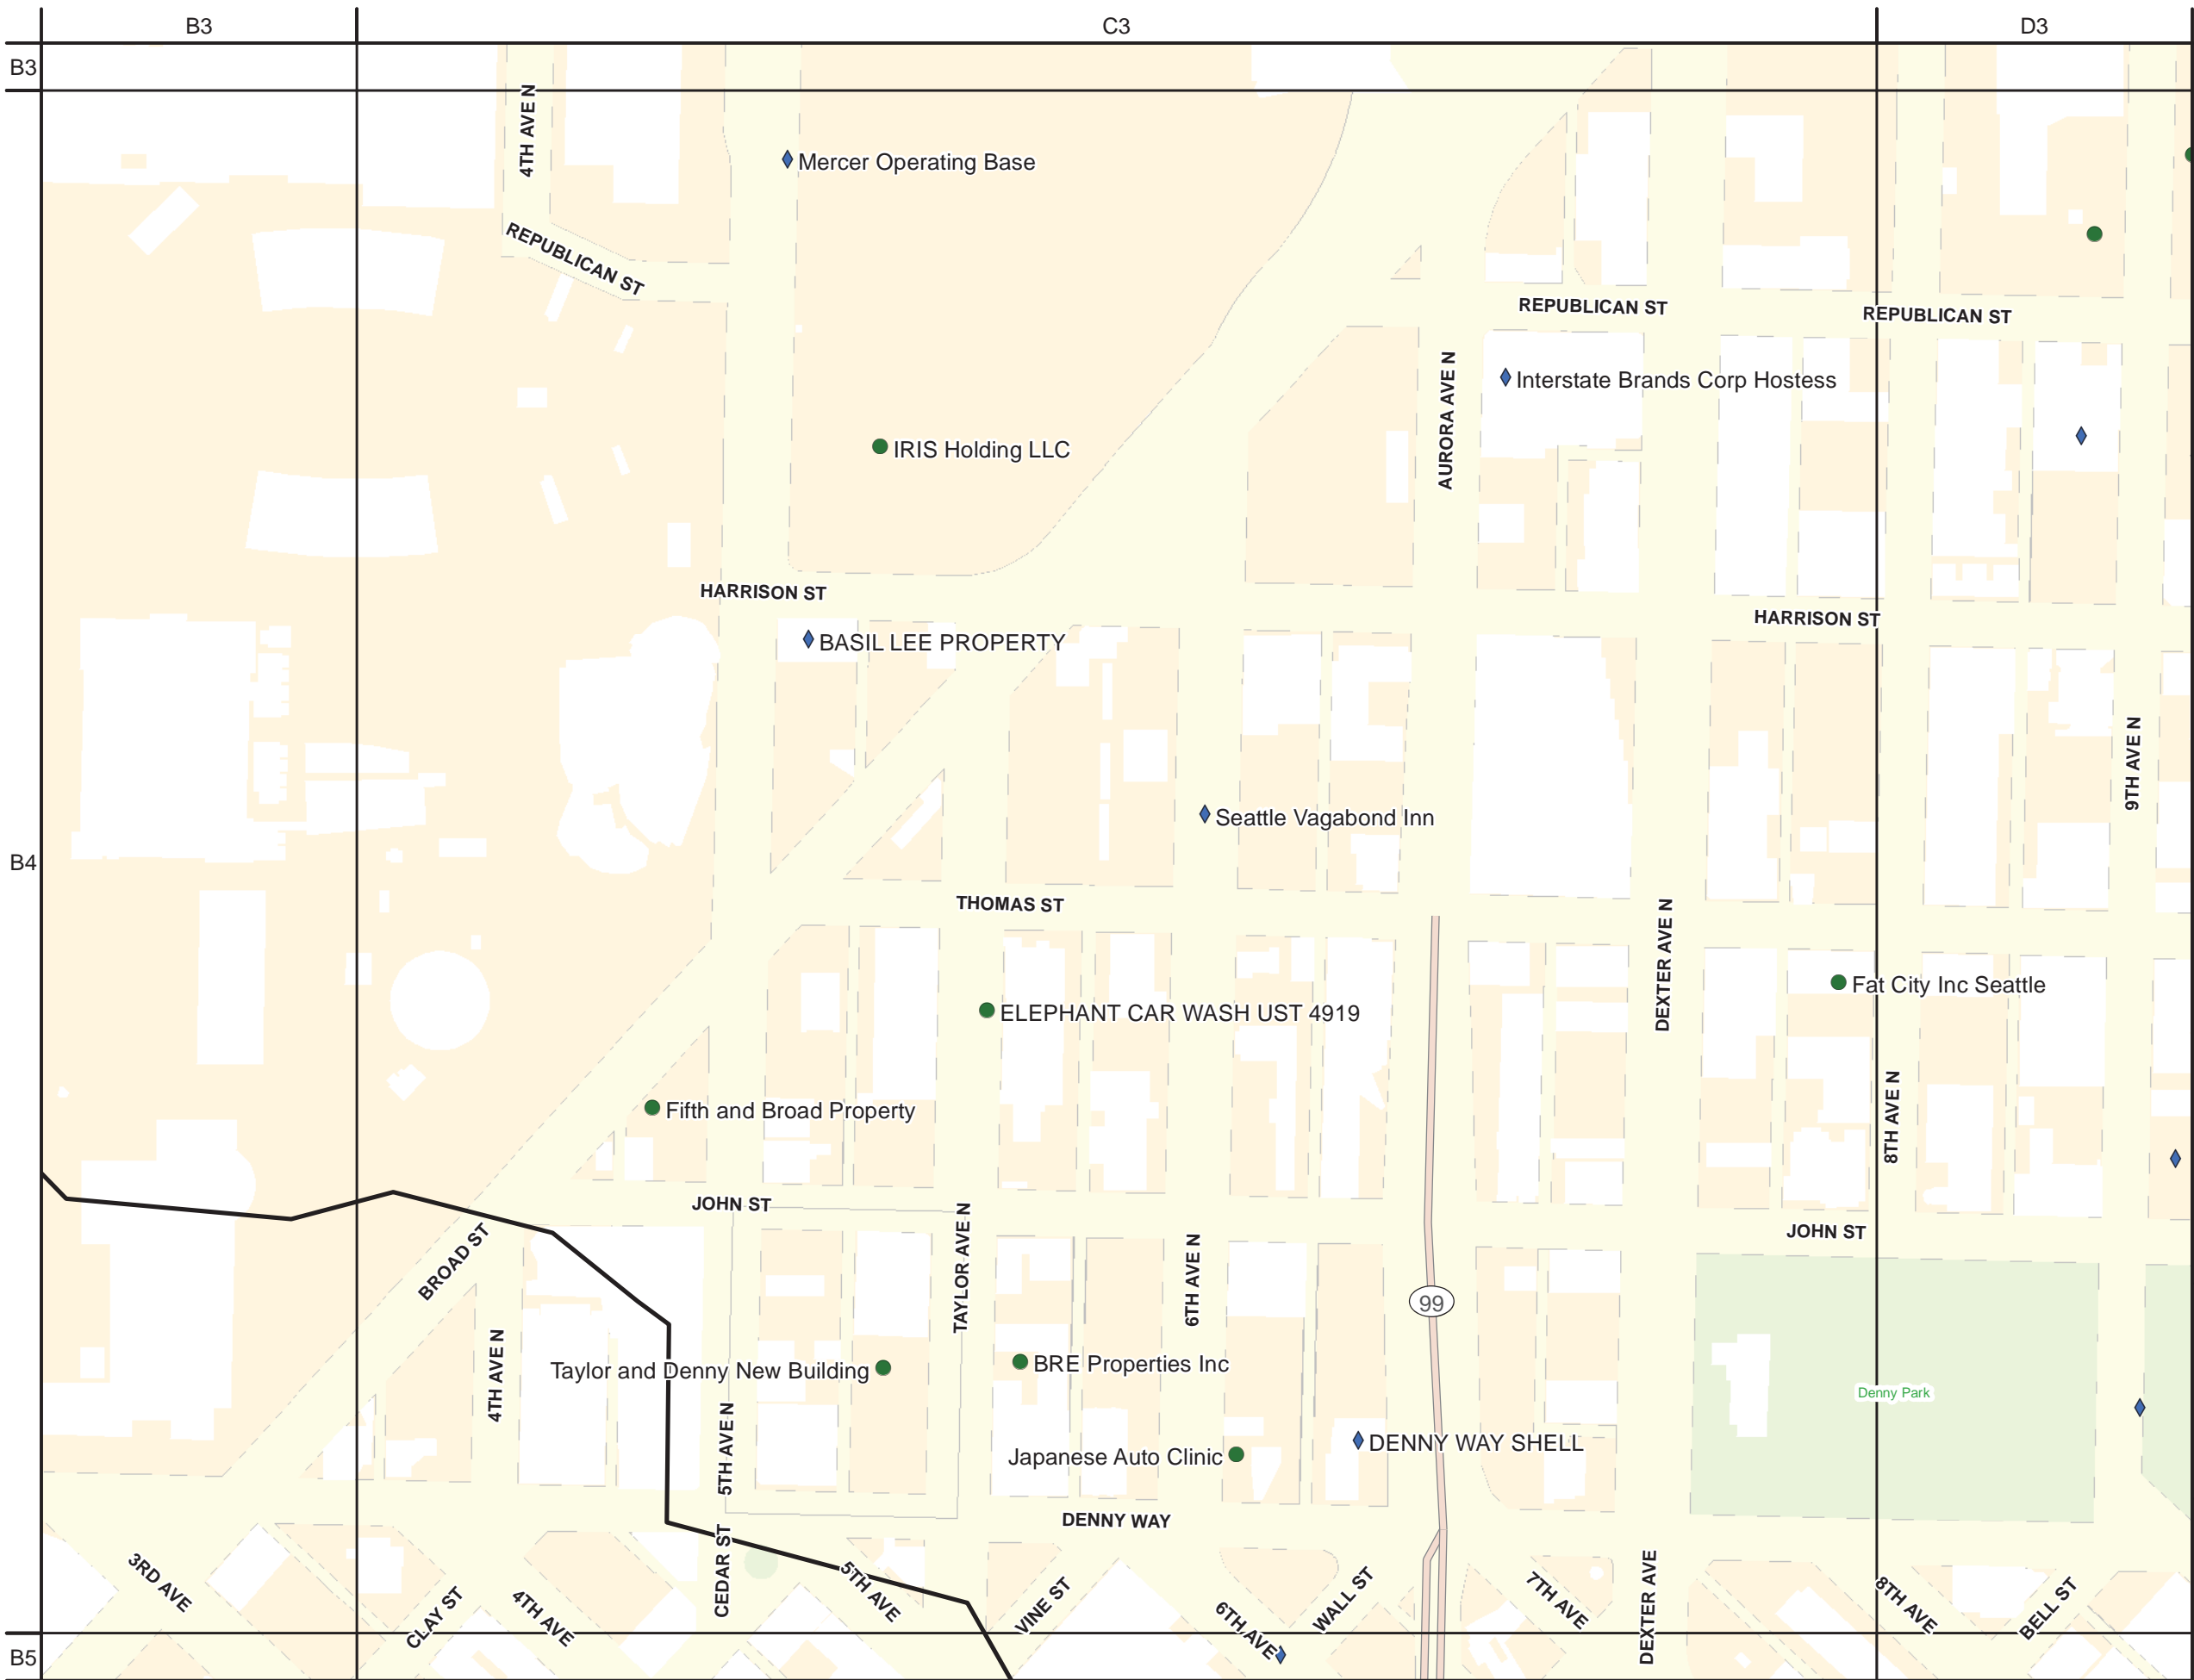 B3
C3
D3
B3
4TH AVE N
Mercer Operating Base
REPUBLICAN ST
REPUBLICAN ST
REPUBLICAN ST
Interstate Brands Corp Hostess
AURORA AVE N
IRIS Holding LLC
HARRISON ST
HARRISON ST
BASIL LEE PROPERTY
9TH AVE N
Seattle Vagabond Inn
B4
THOMAS ST
DEXTER AVE N
Fat City Inc Seattle
ELEPHANT CAR WASH UST 4919
Fifth and Broad Property
8TH AVE N
JOHN ST
JOHN ST
BROAD ST
TAYLOR AVE N
6TH AVE N
99
4TH AVE N
Taylor and Denny New Building
BRE Properties Inc
Denny Park
5TH AVE N
Japanese Auto Clinic
DENNY WAY SHELL
DENNY WAY
3RD AVE
CLAY ST
4TH AVE
CEDAR ST
5TH AVE
VINE ST
6TH AVE
WALL ST
7TH AVE
DEXTER AVE
8TH AVE
BELL ST
B5